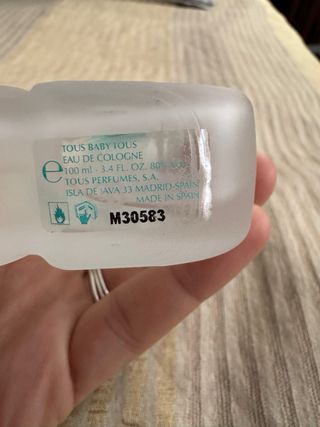 TOUS BABY TOUS
EAU DE COLOGNE
e 100 ml - 3.4 FL. OZ. 80%
TOUS PERFUMES, S.A.
ISLA DE JAVA 33 MADRID-SPAIN
MADE IN SPAIN
M30583